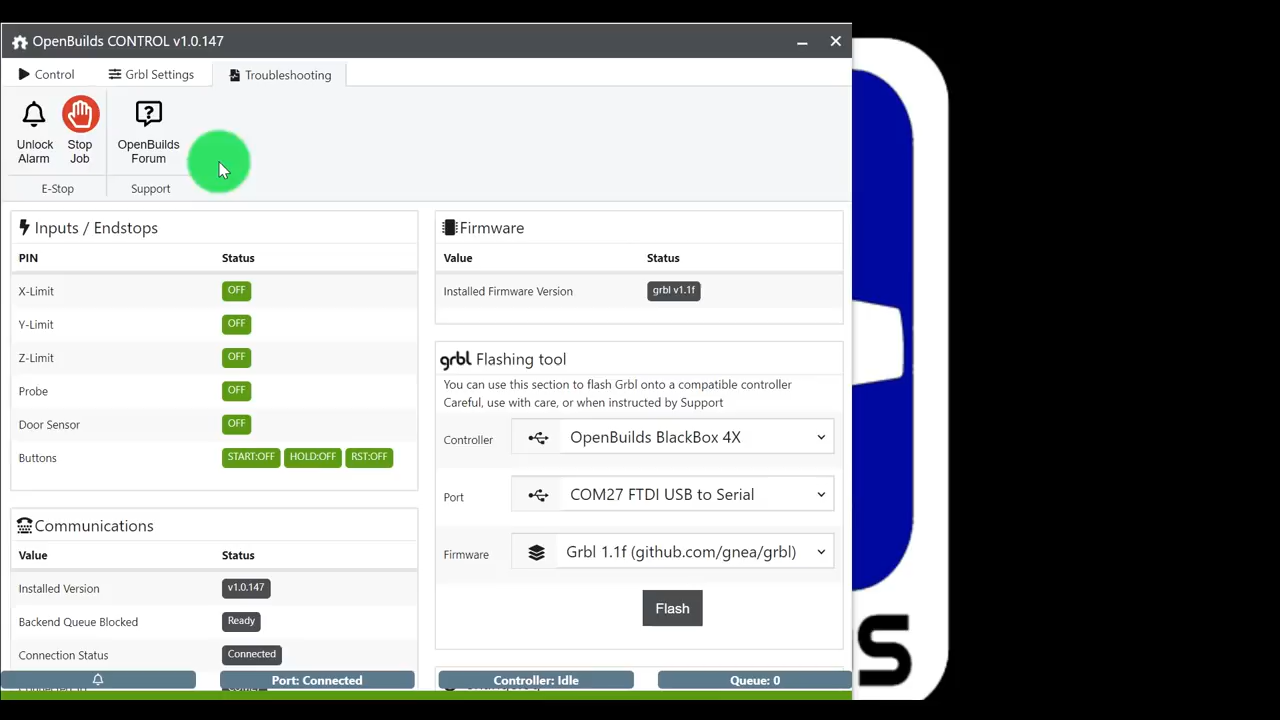 OpenBuilds CONTROL v1.0.147
Control
Grbl Settings
Troubleshooting
Unlock Alarm
Stop Job
OpenBuilds Forum
E-Stop
Support
Inputs / Endstops
PIN Status
X-Limit OFF
Y-Limit OFF
Z-Limit OFF
Probe OFF
Door Sensor OFF
Buttons START:OFF HOLD:OFF RST:OFF
Communications
Value Status
Installed Version v1.0.147
Backend Queue Blocked Ready
Connection Status Connected
Firmware
Value Status
Installed Firmware Version grbl v1.1f
grbl Flashing tool
You can use this section to flash Grbl onto a compatible controller
Careful, use with care, or when instructed by Support
Controller OpenBuilds BlackBox 4X
Port COM27 FTDI USB to Serial
Firmware Grbl 1.1f (github.com/gnea/grbl)
Flash
Port: Connected
Controller: Idle
Queue: 0